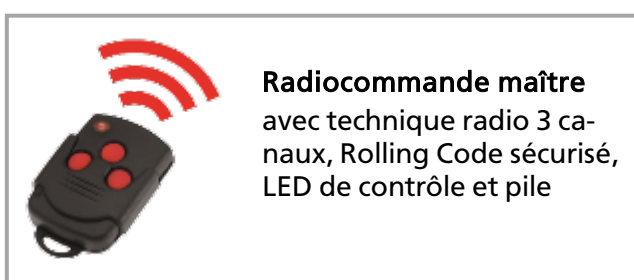 Radiocommande maître
avec technique radio 3 ca-
naux, Rolling Code sécurisé,
LED de contrôle et pile